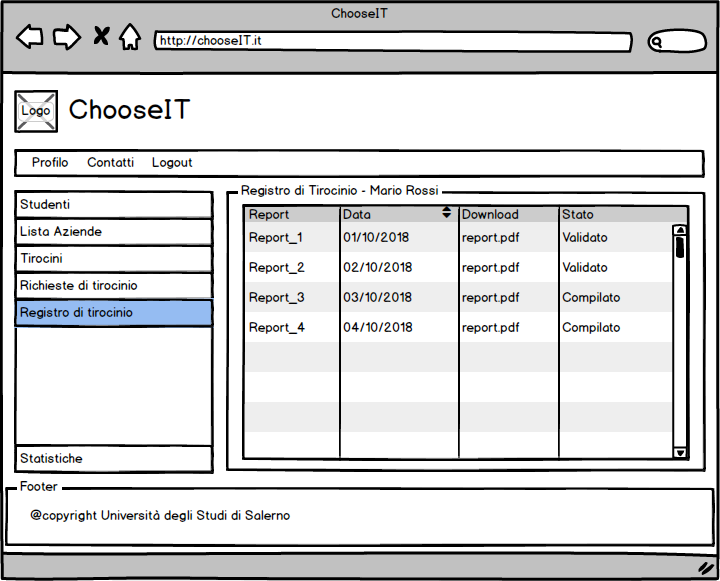 ChooseIT
http://chooseIT.it
Logo
ChooseIT
Profilo Contatti Logout
Studenti
Lista Aziende
Tirocini
Richieste di tirocinio
Registro di tirocinio
Statistiche
Registro di Tirocinio - Mario Rossi
Report Data Download Stato
Report_1 01/10/2018 report.pdf Validato
Report_2 02/10/2018 report.pdf Validato
Report_3 03/10/2018 report.pdf Compilato
Report_4 04/10/2018 report.pdf Compilato
Footer
@copyright Università degli Studi di Salerno